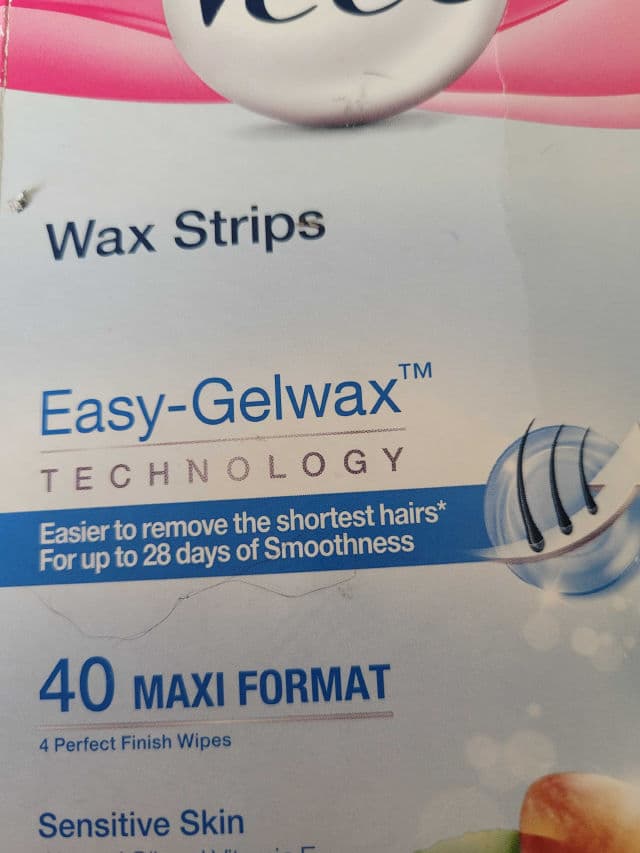 Wax Strips
Easy-Gelwax™
TECHNOLOGY
Easier to remove the shortest hairs*
For up to 28 days of Smoothness
40 MAXI FORMAT
4 Perfect Finish Wipes
Sensitive Skin